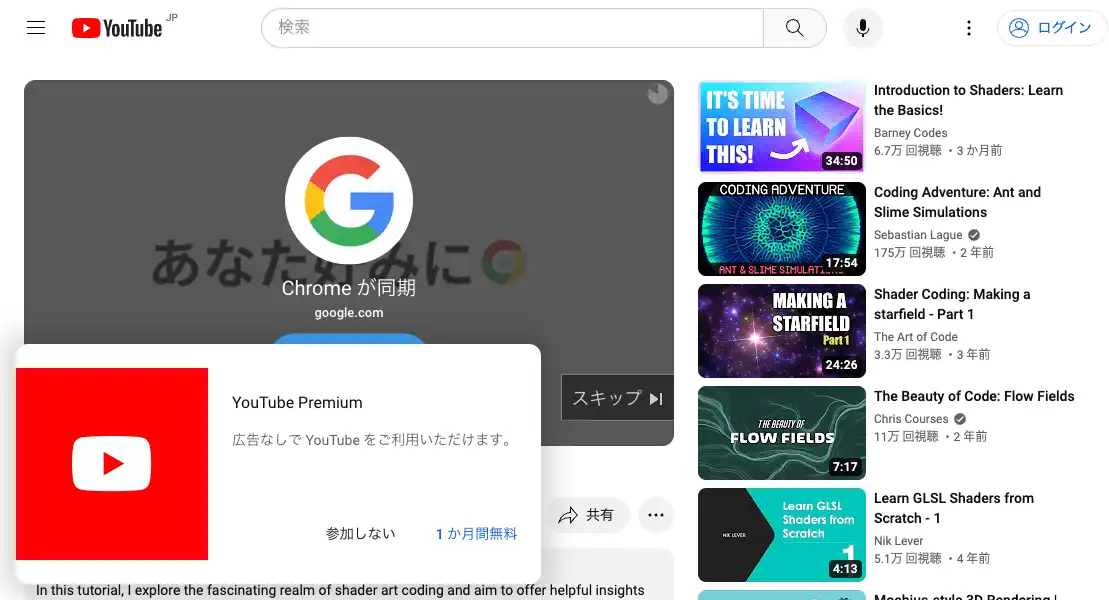 YouTube JP
検索
ログイン
あなた好みに
Chrome が同期
google.com
スキップ
YouTube Premium
広告なしで YouTube をご利用いただけます。
参加しない
1 か月間無料
共有
In this tutorial, I explore the fascinating realm of shader art coding and aim to offer helpful insights
IT'S TIME
TO LEARN
THIS!
34:50
Introduction to Shaders: Learn
the Basics!
Barney Codes
6.7万 回視聴 ・3 か月前
CODING ADVENTURE
ANT & SLIME SIMULATIONS
17:54
Coding Adventure: Ant and
Slime Simulations
Sebastian Lague
175万 回視聴 ・2 年前
MAKING A
STARFIELD
Part 1
24:26
Shader Coding: Making a
starfield - Part 1
The Art of Code
3.3万 回視聴 ・3 年前
THE BEAUTY OF
FLOW FIELDS
7:17
The Beauty of Code: Flow Fields
Chris Courses
11万 回視聴 ・2 年前
NIK LEVER
Learn GLSL
Shaders from
Scratch
1
4:13
Learn GLSL Shaders from
Scratch - 1
Nik Lever
5.1万 回視聴 ・4 年前
Moebius-style 3D Rendering |